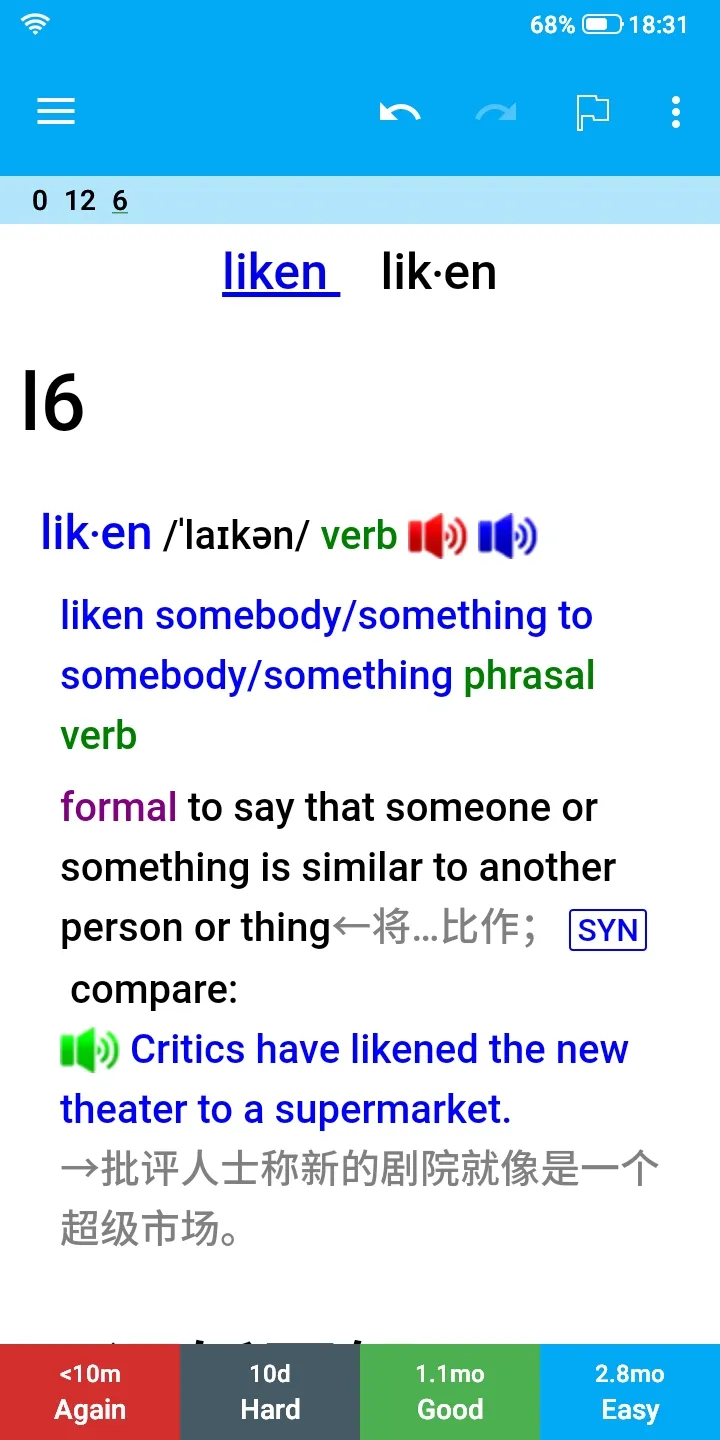 68% 18:31
0 12 6
liken lik·en
l6
lik·en /ˈlaɪkən/ verb
liken somebody/something to
somebody/something phrasal
verb
formal to say that someone or
something is similar to another
person or thing←将…比作； SYN
compare:
Critics have likened the new
theater to a supermarket.
→批评人士称新的剧院就像是一个
超级市场。
<10m 10d 1.1mo 2.8mo
Again Hard Good Easy